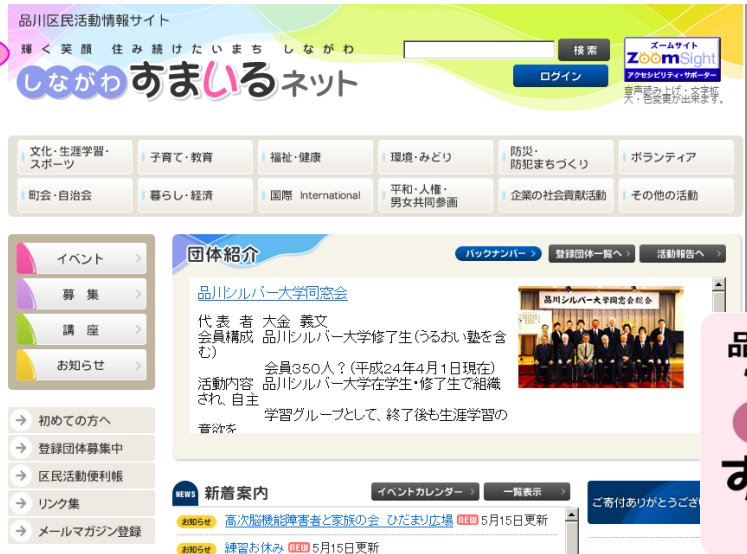 品川区民活動情報サイト
輝く笑顔 住み続けたいまち しながわ
しながわ すまいるネット
検索
ログイン
ズームサイト
ZoomSight
アクセシビリティ・サポーター
音声読み上げ・文字拡
大・色変更が出来ます。
文化・生涯学習・
スポーツ
子育て・教育
福祉・健康
環境・みどり
防災・
防犯まちづくり
ボランティア
町会・自治会
暮らし・経済
国際 International
平和・人権・
男女共同参画
企業の社会貢献活動
その他の活動
イベント
募 集
講 座
お知らせ
初めての方へ
登録団体募集中
区民活動便利帳
リンク集
メールマガジン登録
団体紹介
バックナンバー
登録団体一覧へ
活動報告へ
品川シルバー大学同窓会
代 表 者 大金 義文
会員構成 品川シルバー大学修了生(うるおい塾を含
む)
会員350人?(平成24年4月1日現在)
活動内容 品川シルバー大学在学生・修了生で組織
され、自主
学習グループとして、終了後も生涯学習の
意欲を
品川シルバー大学同窓会総会
NEWS 新着案内
イベントカレンダー
一覧表示
お知らせ 高次脳機能障害者と家族の会 ひだまり広場 NEW 5月15日更新
お知らせ 練習お休み NEW 5月15日更新
ご寄付ありがとうござ
品
す